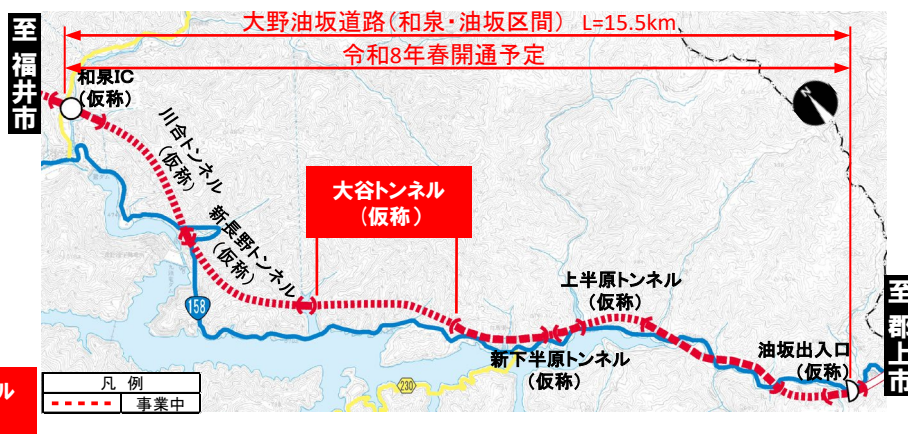 大野油坂道路(和泉・油坂区間) L=15.5km
令和8年春開通予定
至 福井市
和泉IC
(仮称)
川合トンネル
(仮称)
新長野トンネル
(仮称)
大谷トンネル
(仮称)
上半原トンネル
(仮称)
新下半原トンネル
(仮称)
油坂出入口
(仮称)
至 郡上市
158
230
N
ル
凡 例
事業中